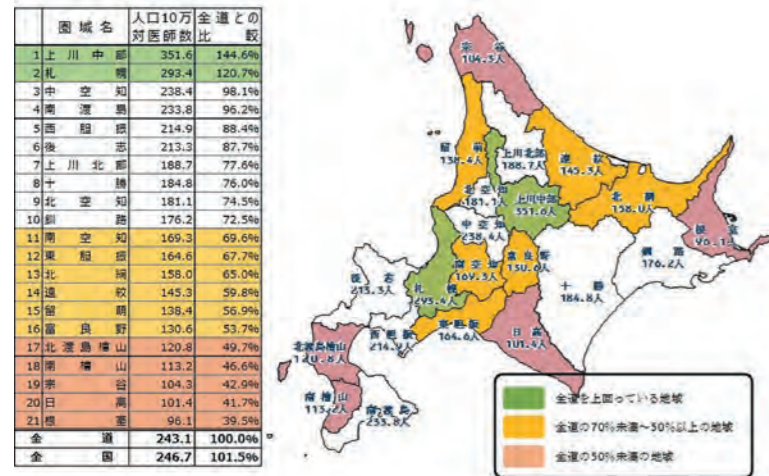 圏域名 人口10万対医師数 全道との比較
1 上川中部 351.6 144.6%
2 札幌 293.4 120.7%
3 中空知 238.4 98.1%
4 南渡島 233.8 96.2%
5 西胆振 214.9 88.4%
6 後志 213.3 87.7%
7 上川北部 188.7 77.6%
8 十勝 184.8 76.0%
9 北空知 181.1 74.5%
10 釧路 176.2 72.5%
11 南空知 169.3 69.6%
12 東胆振 164.6 67.7%
13 北網 158.0 65.0%
14 遠紋 145.3 59.8%
15 留萌 138.4 56.9%
16 富良野 130.6 53.7%
17 北渡島檜山 120.8 49.7%
18 南檜山 113.2 46.6%
19 宗谷 104.3 42.9%
20 日高 101.4 41.7%
21 根室 96.1 39.5%
全道 243.1 100.0%
全国 246.7 101.5%
宗谷
104.3人
留萌
138.4人
上川北部
188.7人
遠紋
145.3人
北空知
181.1人
上川中部
351.6人
北網
158.0人
根室
96.1人
中空知
238.4人
釧路
176.2人
後志
213.3人
南空知
169.3人
富良野
130.6人
十勝
184.8人
札幌
293.4人
東胆振
164.6人
日高
101.4人
西胆振
214.9人
北渡島檜山
120.8人
南檜山
113.2人
南渡島
233.8人
全道を上回っている地域
全道の70%未満~50%以上の地域
全道の50%未満の地域